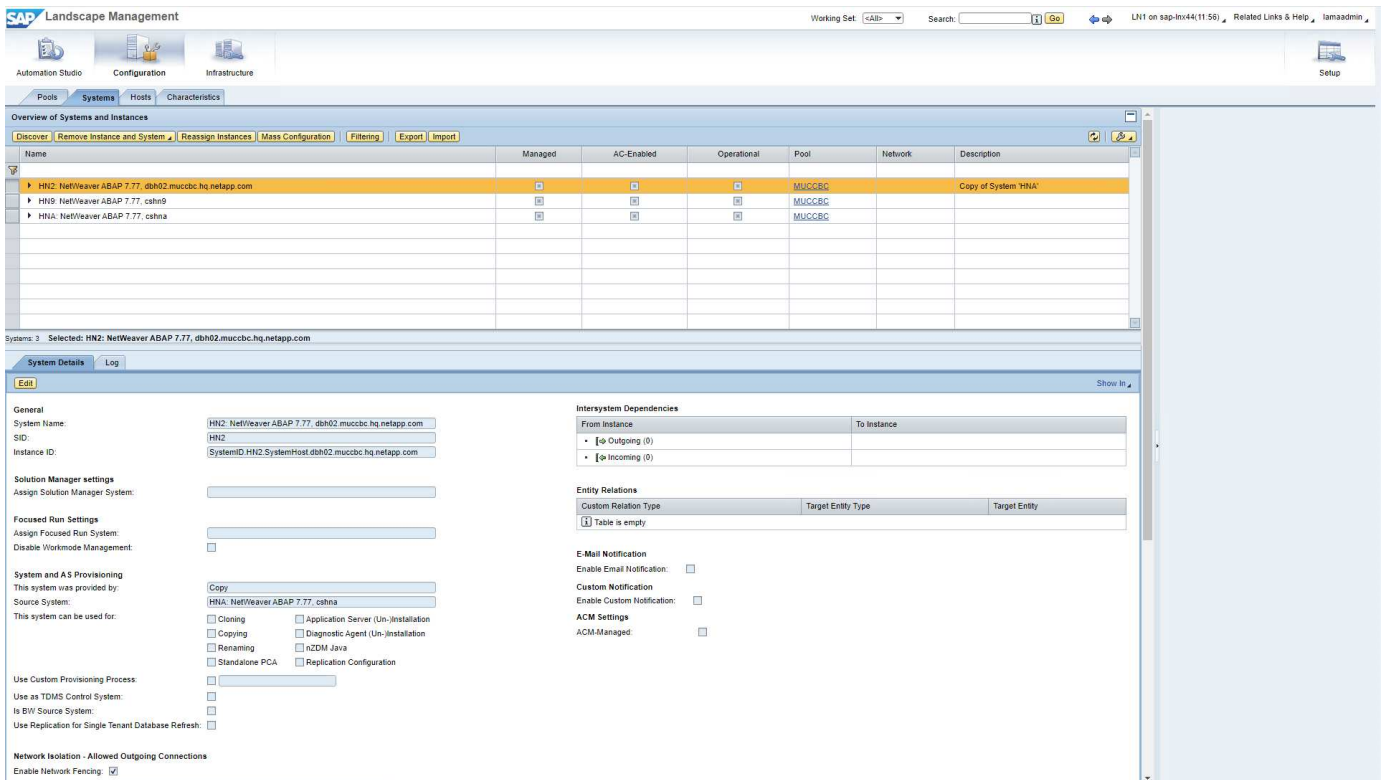 SAP Landscape Management Working Set: <All> Search: Go LN1 on sap-lnx44(11:56) Related Links & Help lamaadmin
Automation Studio Configuration Infrastructure Setup
Pools Systems Hosts Characteristics
Overview of Systems and Instances
Discover Remove Instance and System Reassign Instances Mass Configuration Filtering Export Import
Name Managed AC-Enabled Operational Pool Network Description
HN2: NetWeaver ABAP 7.77, dbh02.muccbc.hq.netapp.com MUCCBC Copy of System 'HNA'
HN9: NetWeaver ABAP 7.77, cshn9 MUCCBC
HNA: NetWeaver ABAP 7.77, cshna MUCCBC
Systems: 3 Selected: HN2: NetWeaver ABAP 7.77, dbh02.muccbc.hq.netapp.com
System Details Log
Edit Show In
General
System Name: HN2: NetWeaver ABAP 7.77, dbh02.muccbc.hq.netapp.com
SID: HN2
Instance ID: SystemID.HN2.SystemHost.dbh02.muccbc.hq.netapp.com
Solution Manager settings
Assign Solution Manager System:
Focused Run Settings
Assign Focused Run System:
Disable Workmode Management:
System and AS Provisioning
This system was provided by: Copy
Source System: HNA: NetWeaver ABAP 7.77, cshna
This system can be used for: Cloning Application Server (Un-)Installation
Copying Diagnostic Agent (Un-)Installation
Renaming nZDM Java
Standalone PCA Replication Configuration
Use Custom Provisioning Process:
Use as TDMS Control System:
Is BW Source System:
Use Replication for Single Tenant Database Refresh:
Network Isolation - Allowed Outgoing Connections
Enable Network Fencing:
Intersystem Dependencies
From Instance To Instance
Outgoing (0)
Incoming (0)
Entity Relations
Custom Relation Type Target Entity Type Target Entity
Table is empty
E-Mail Notification
Enable Email Notification:
Custom Notification
Enable Custom Notification:
ACM Settings
ACM-Managed: